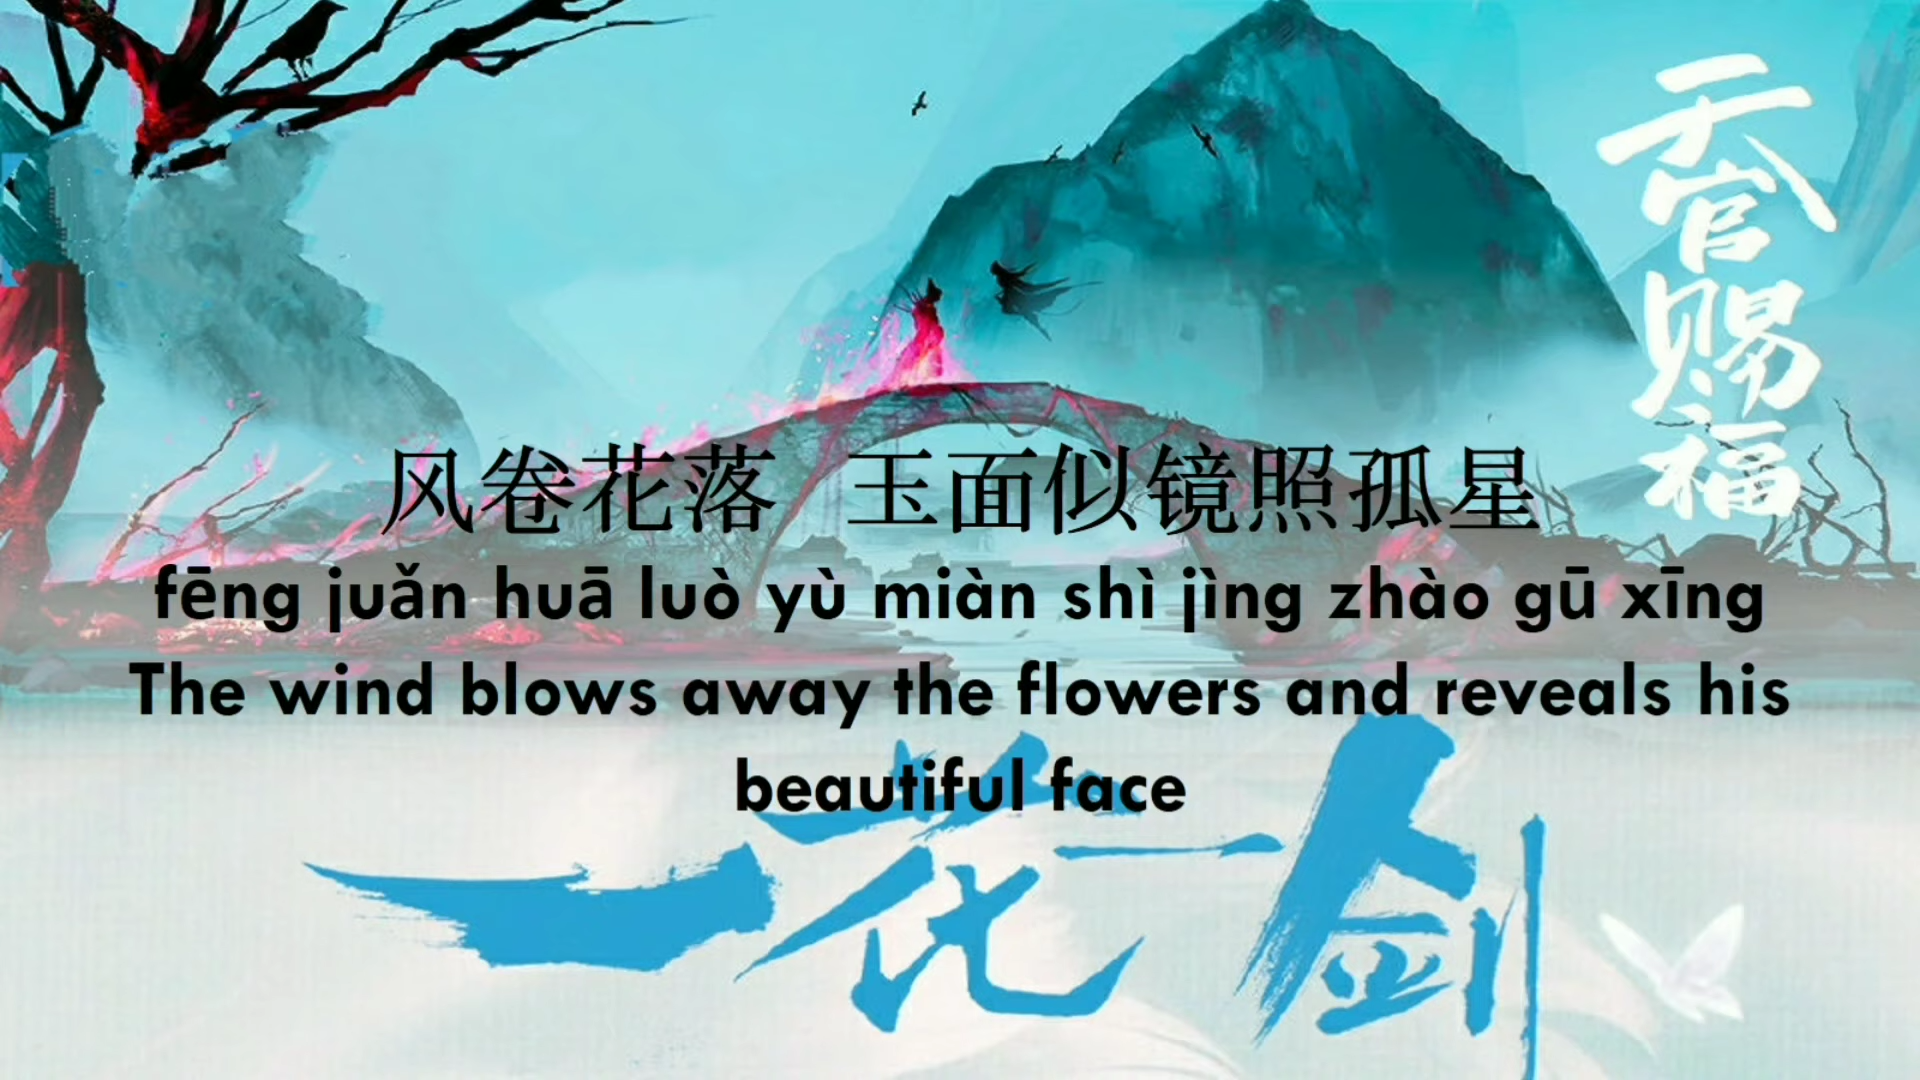 天官赐福
风卷花落 玉面似镜照孤星
fēng juǎn huā luò yù miàn shì jìng zhào gū xīng
The wind blows away the flowers and reveals his
beautiful face
一花一剑